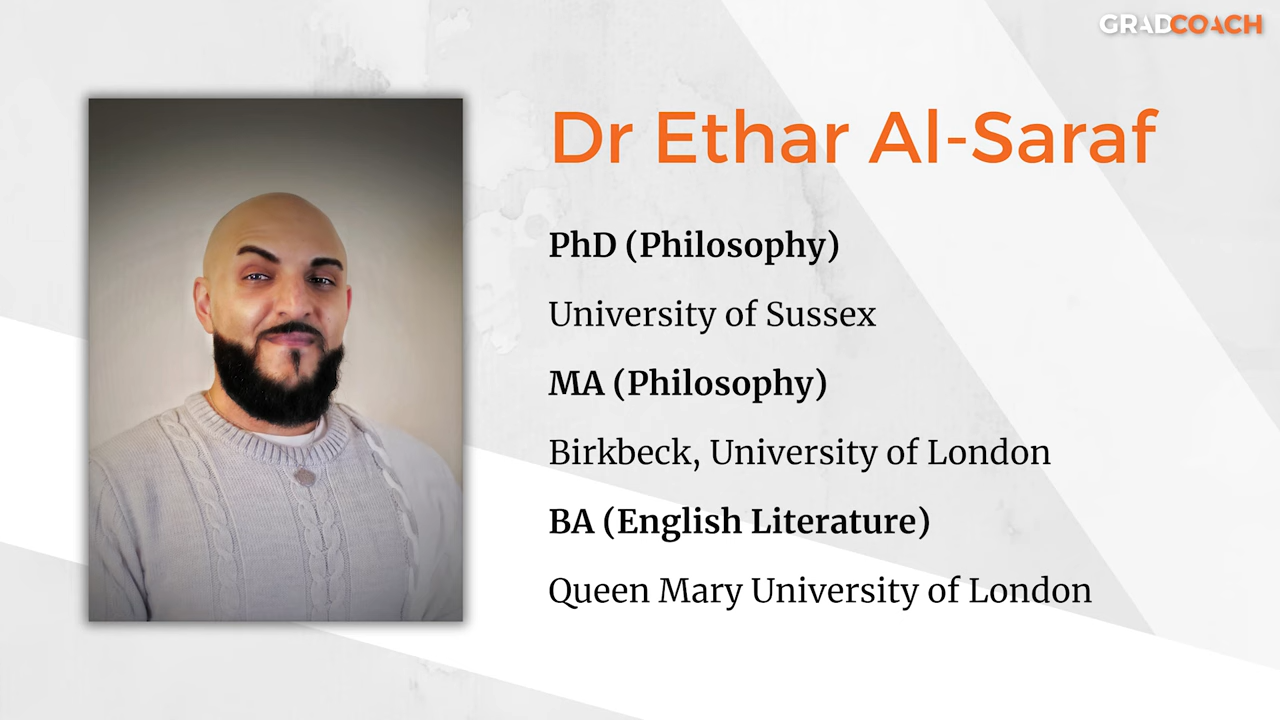 GRADCOACH
Dr Ethar Al-Saraf
PhD (Philosophy)
University of Sussex
MA (Philosophy)
Birkbeck, University of London
BA (English Literature)
Queen Mary University of London